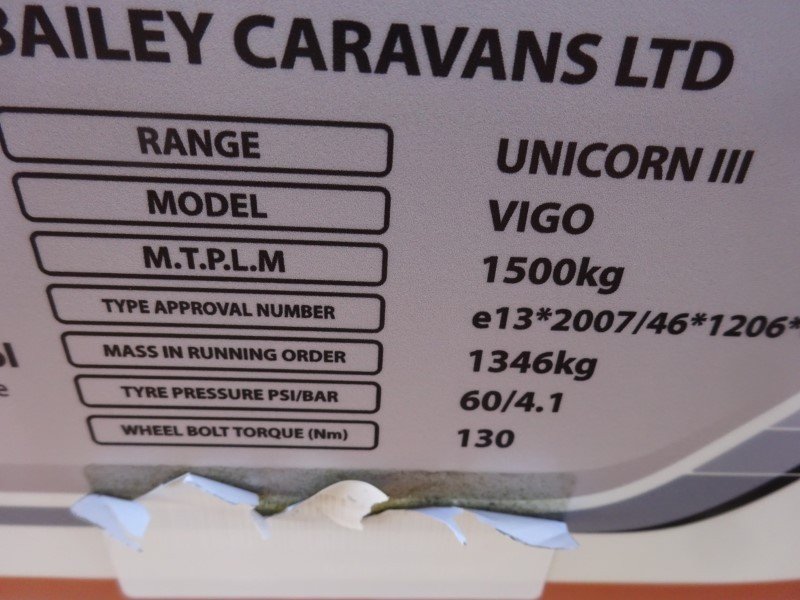 BAILEY CARAVANS LTD
RANGE UNICORN III
MODEL VIGO
M.T.P.L.M 1500kg
TYPE APPROVAL NUMBER e13*2007/46*1206*
MASS IN RUNNING ORDER 1346kg
TYRE PRESSURE PSI/BAR 60/4.1
WHEEL BOLT TORQUE (Nm) 130